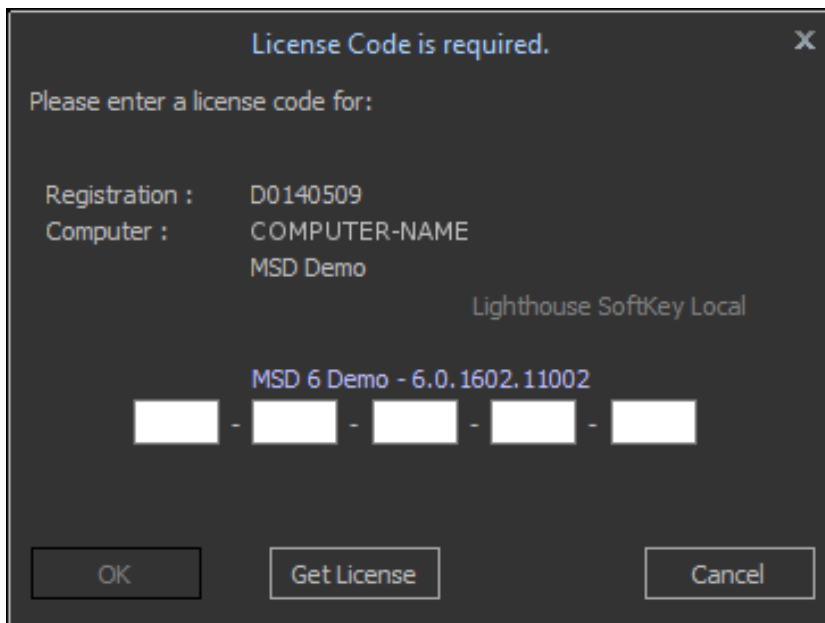 License Code is required.
X
Please enter a license code for:
Registration : D0140509
Computer : COMPUTER-NAME
MSD Demo
Lighthouse SoftKey Local
MSD 6 Demo - 6.0.1602.11002
- - - -
OK Get License Cancel